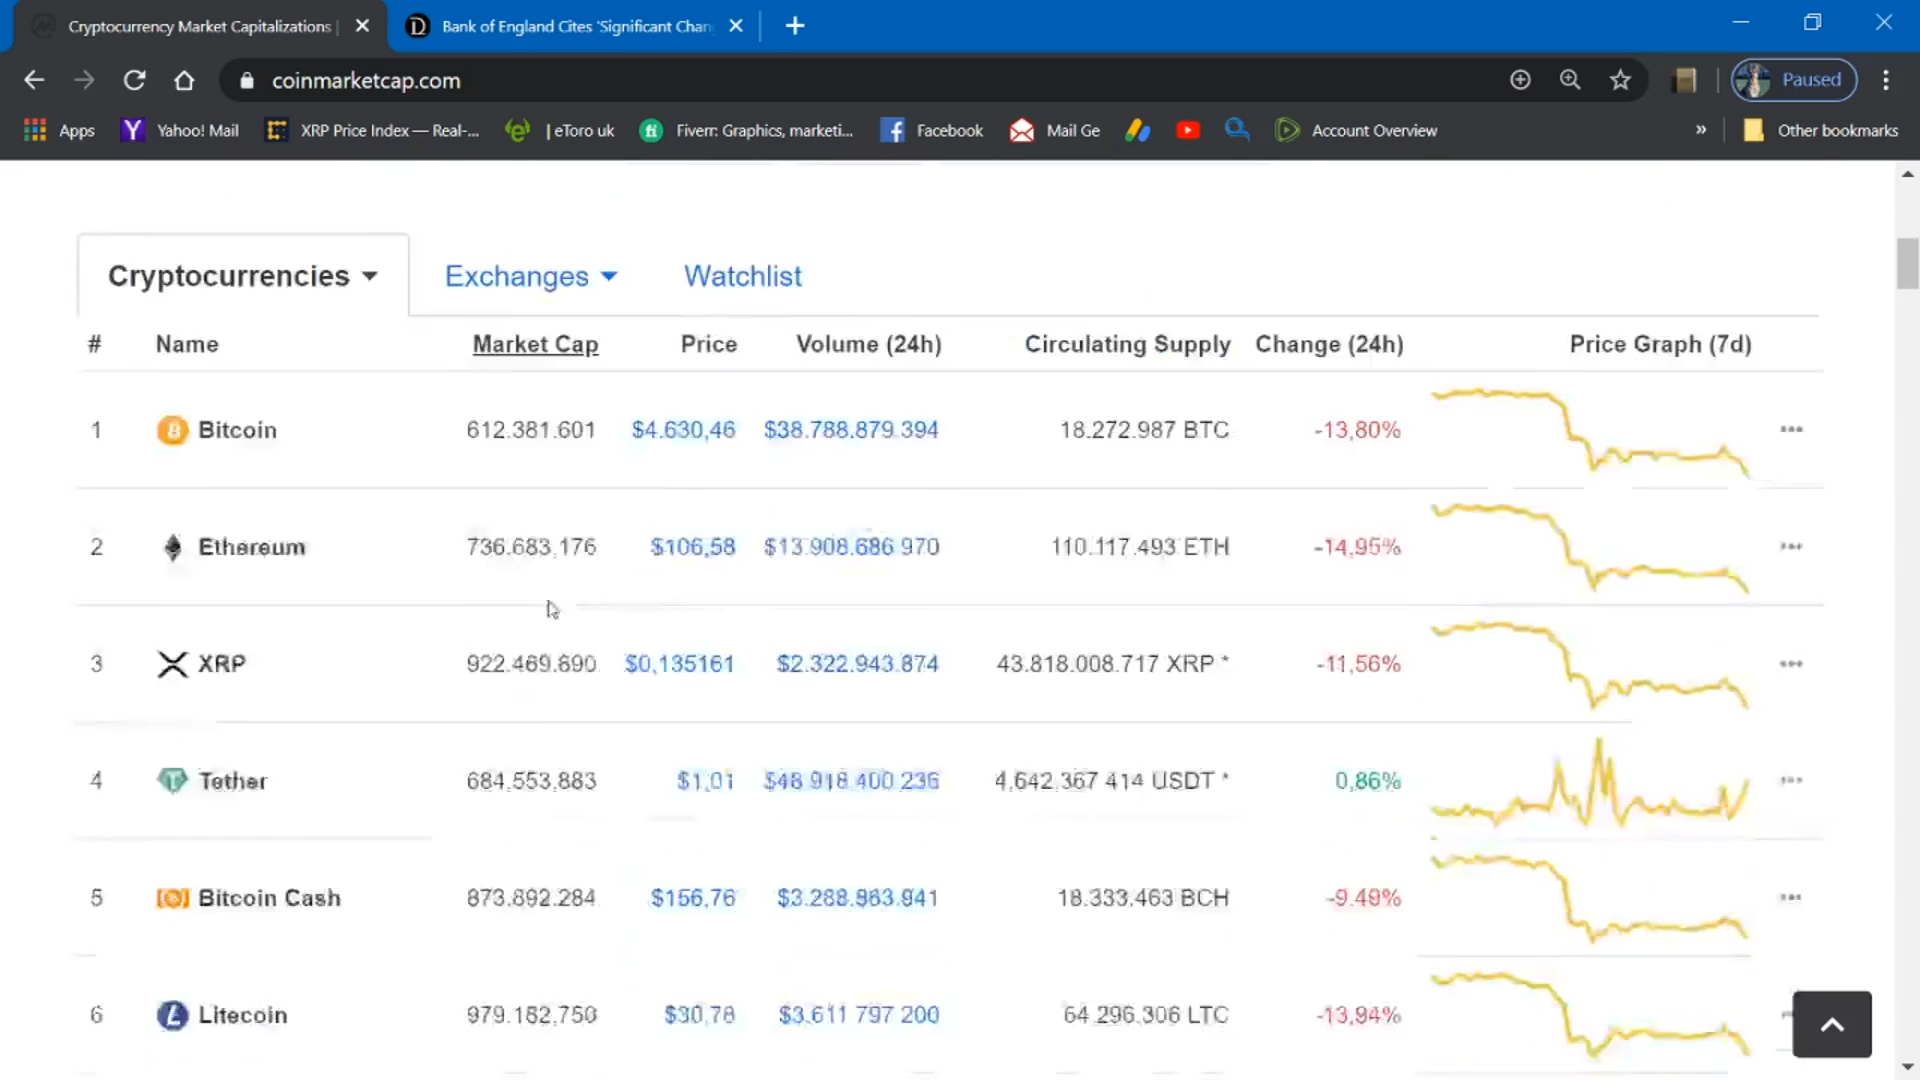 Cryptocurrency Market Capitalizations |
Bank of England Cites 'Significant Chan
coinmarketcap.com
Paused
Apps
Yahoo! Mail
XRP Price Index — Real-...
| eToro uk
Fiverr: Graphics, marketi...
Facebook
Mail Ge
Account Overview
»
Other bookmarks
Cryptocurrencies
Exchanges
Watchlist
# Name Market Cap Price Volume (24h) Circulating Supply Change (24h) Price Graph (7d)
1 Bitcoin 612.381.601 $4.630,46 $38.788.879.394 18.272.987 BTC -13,80%
2 Ethereum 736.683,176 $106,58 $13.908.686 970 110.117.493 ETH -14,95%
3 XRP 922.469.890 $0,135161 $2.322.943.874 43.818.008.717 XRP * -11,56%
4 Tether 684.553,883 $1,01 $48 918 400 236 4,642,367 414 USDT * 0,86%
5 Bitcoin Cash 873.892.284 $156,76 $3.288.963.941 18.333.463 BCH -9.49%
6 Litecoin 979.182,750 $30,78 $3.611 797 200 64 296.306 LTC -13,94%